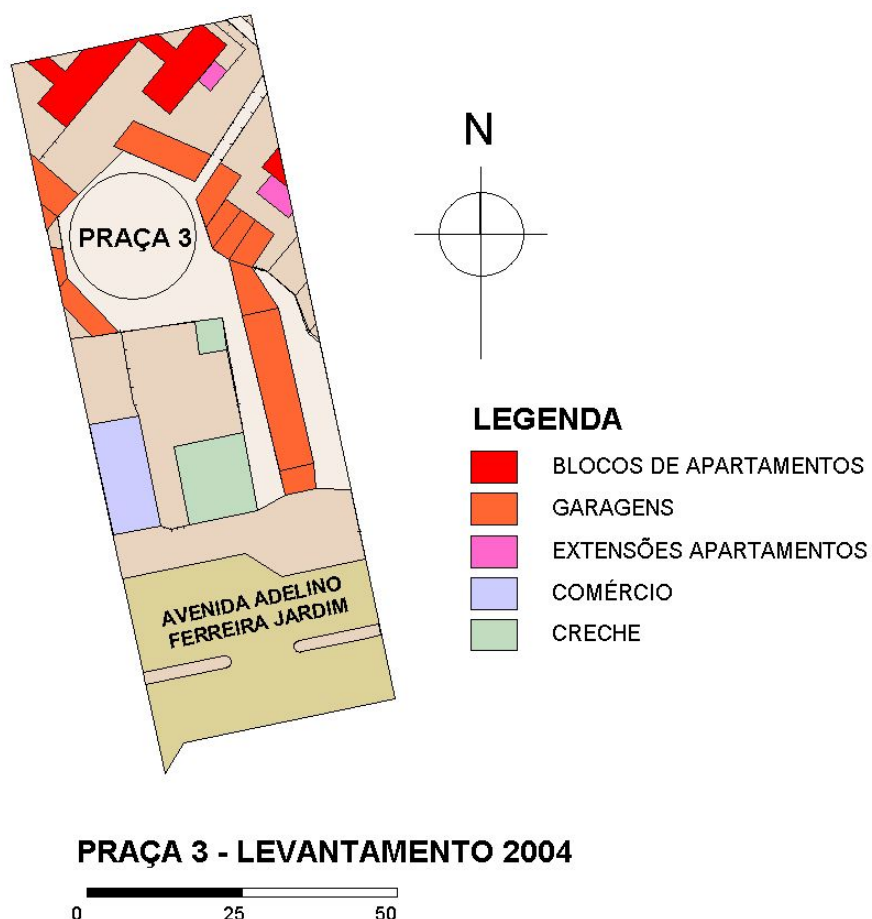 N
PRAÇA 3
LEGENDA
BLOCOS DE APARTAMENTOS
GARAGENS
EXTENSÕES APARTAMENTOS
COMÉRCIO
CRECHE
AVENIDA ADELINO
FERREIRA JARDIM
PRAÇA 3 - LEVANTAMENTO 2004
0 25 50